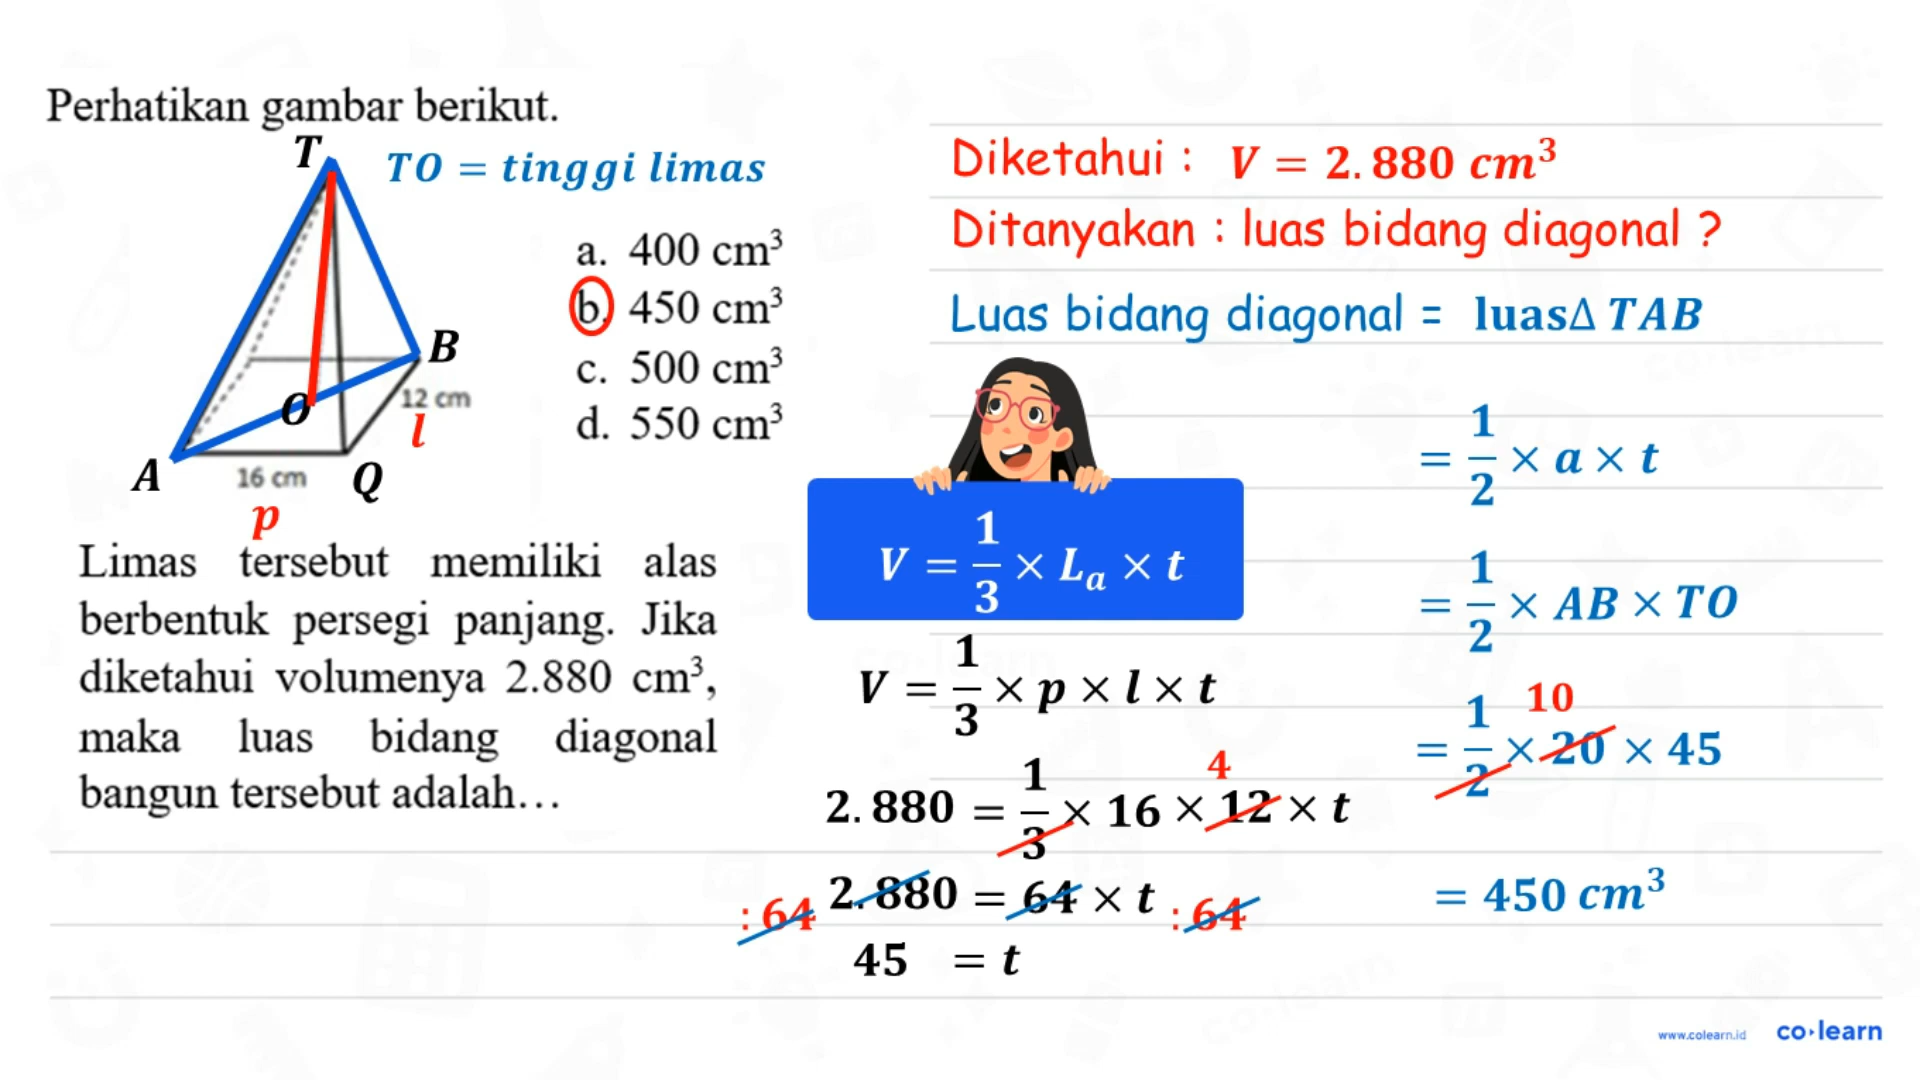 Perhatikan gambar berikut.
T
TO = tinggi limas
B
O
12 cm
l
A
16 cm
Q
p
a. 400 cm³
b. 450 cm³
c. 500 cm³
d. 550 cm³
Limas tersebut memiliki alas
berbentuk persegi panjang. Jika
diketahui volumenya 2.880 cm³,
maka luas bidang diagonal
bangun tersebut adalah…
V = 1/3 × Lₐ × t
V = 1/3 × p × l × t
4
2.880 = 1/3 × 16 × 12 × t
:64 2.880 = 64 × t :64
45 = t
Diketahui : V = 2.880 cm³
Ditanyakan : luas bidang diagonal ?
Luas bidang diagonal = luas∆ TAB
= 1/2 × a × t
= 1/2 × AB × TO
10
= 1/2 × 20 × 45
= 450 cm³
www.colearn.id co·learn